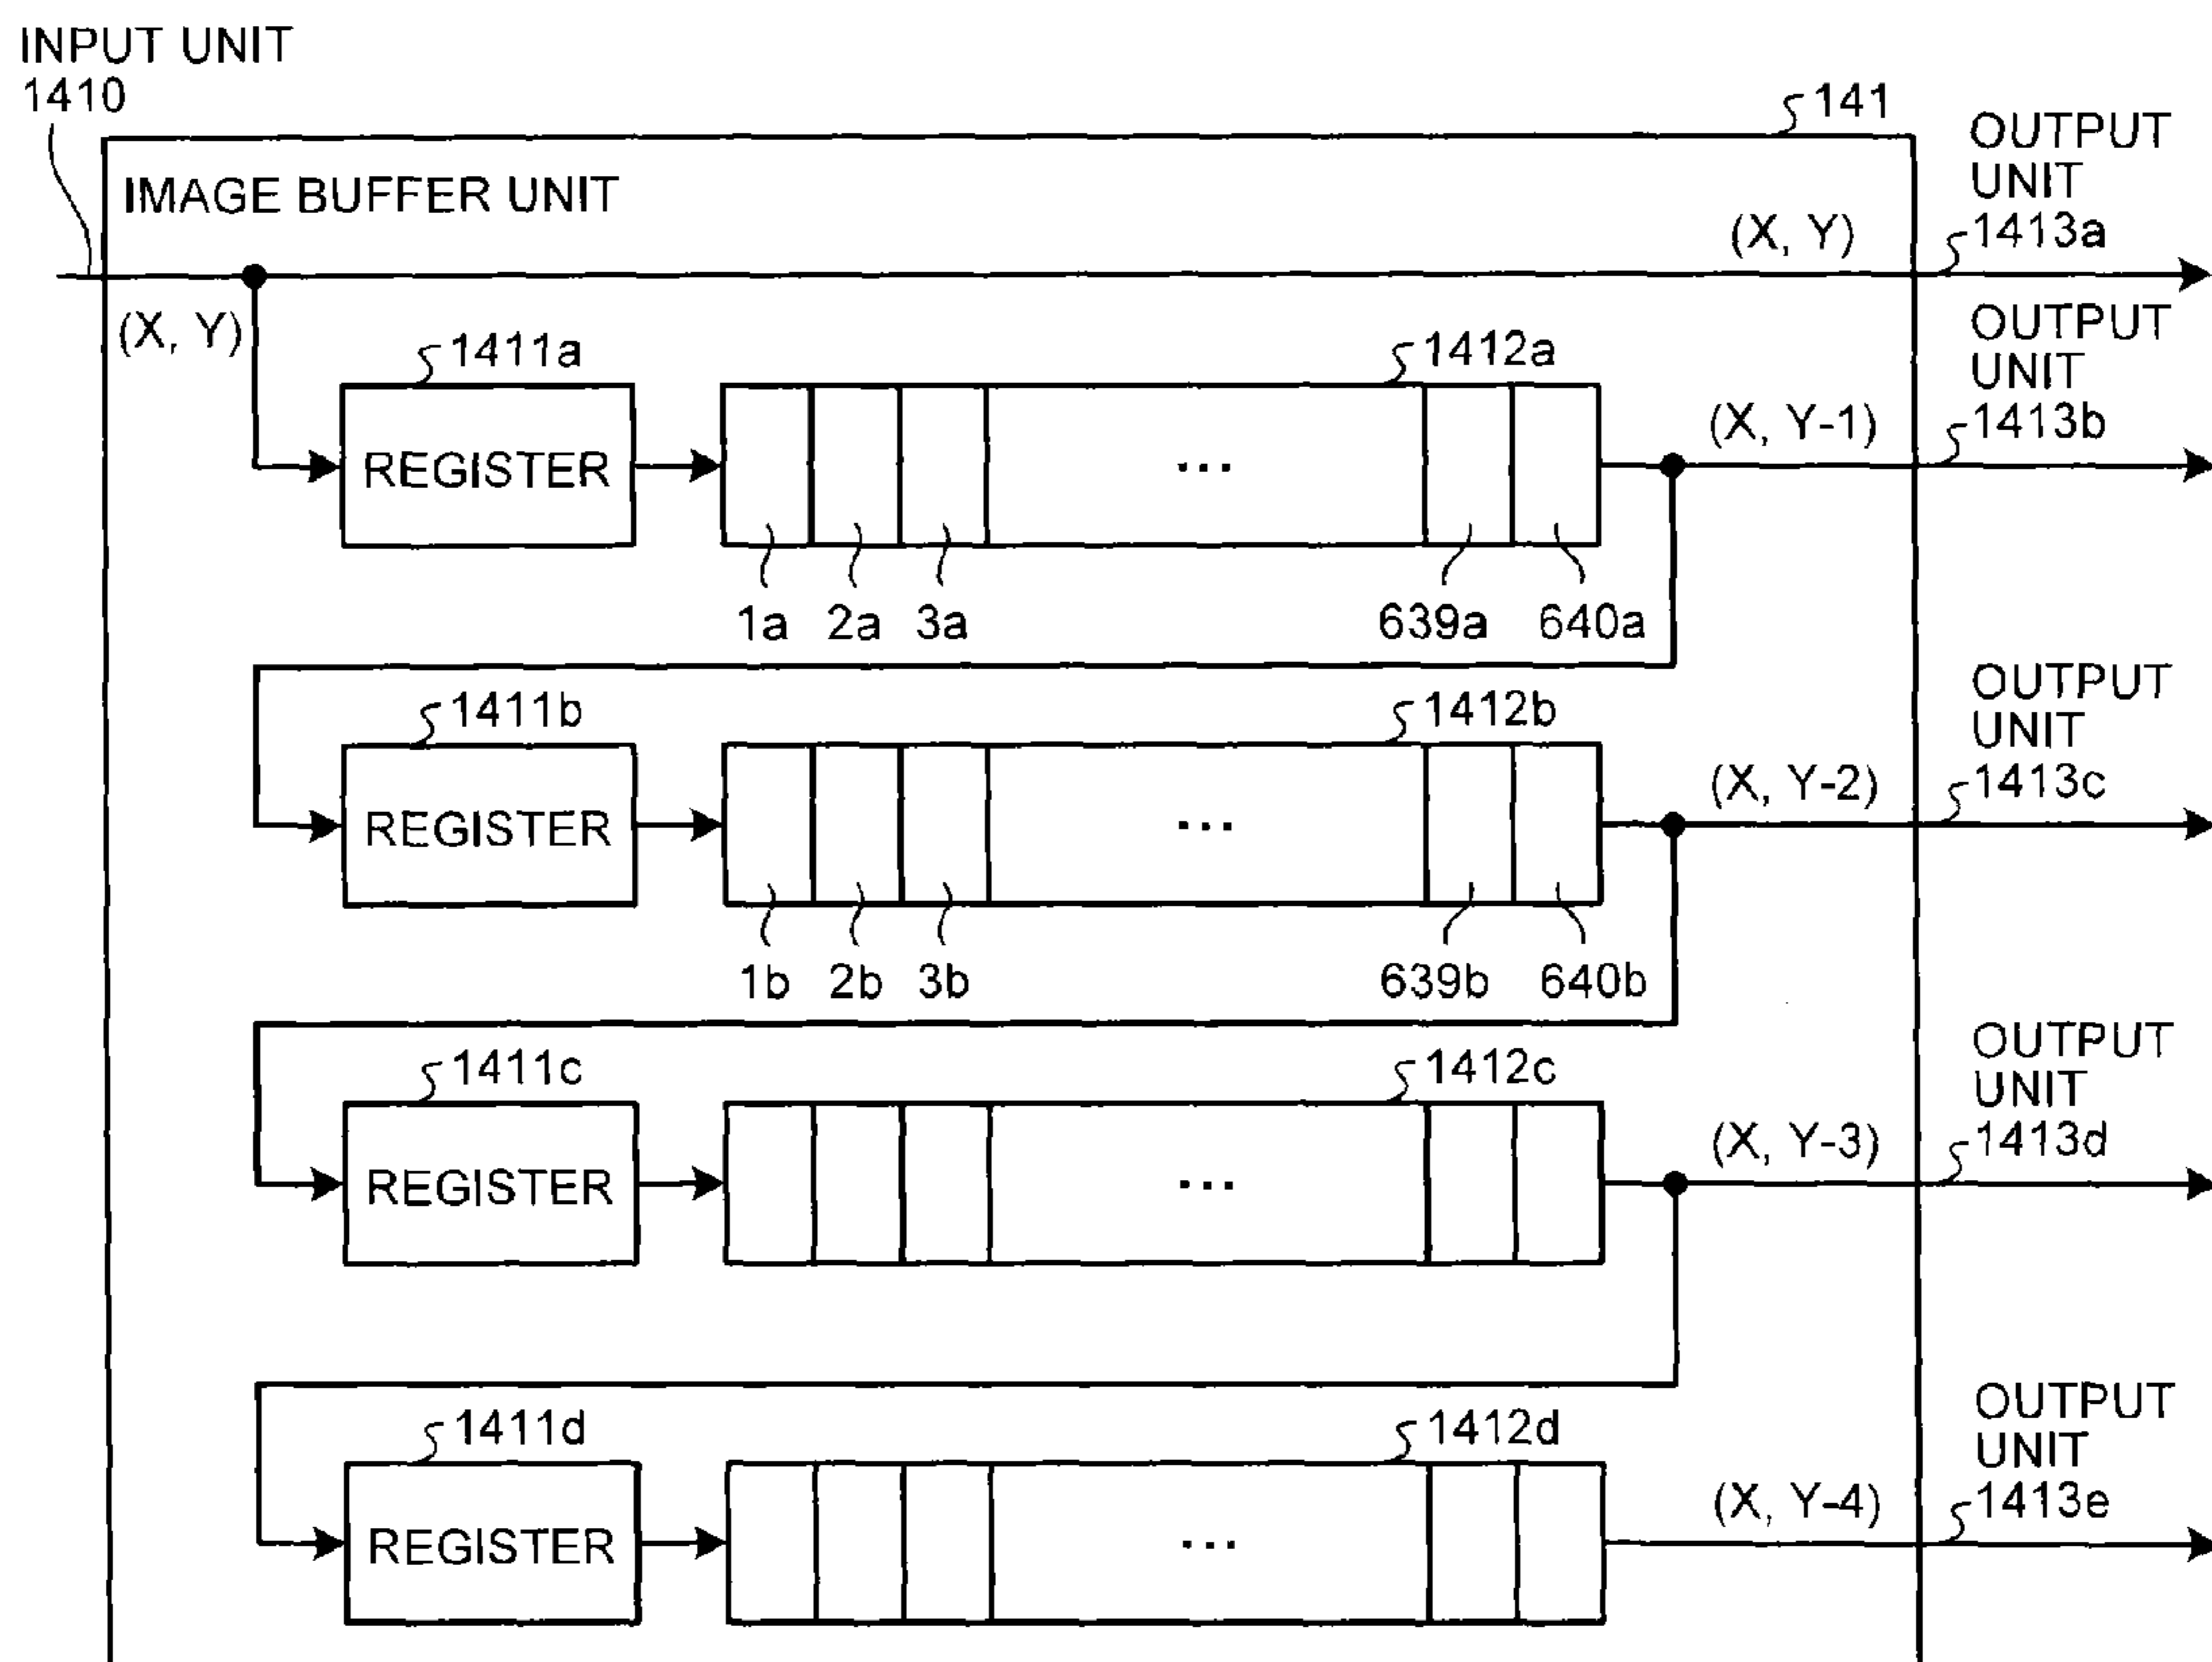 INPUT UNIT
1410
141
IMAGE BUFFER UNIT
OUTPUT
UNIT
1413a
(X, Y)
(X, Y)
OUTPUT
UNIT
1413b
1411a
1412a
(X, Y-1)
REGISTER
...
1a 2a 3a 639a 640a
OUTPUT
UNIT
1413c
1411b
1412b
(X, Y-2)
REGISTER
...
1b 2b 3b 639b 640b
OUTPUT
UNIT
1413d
1411c
1412c
(X, Y-3)
REGISTER
...
OUTPUT
UNIT
1413e
1411d
1412d
(X, Y-4)
REGISTER
...